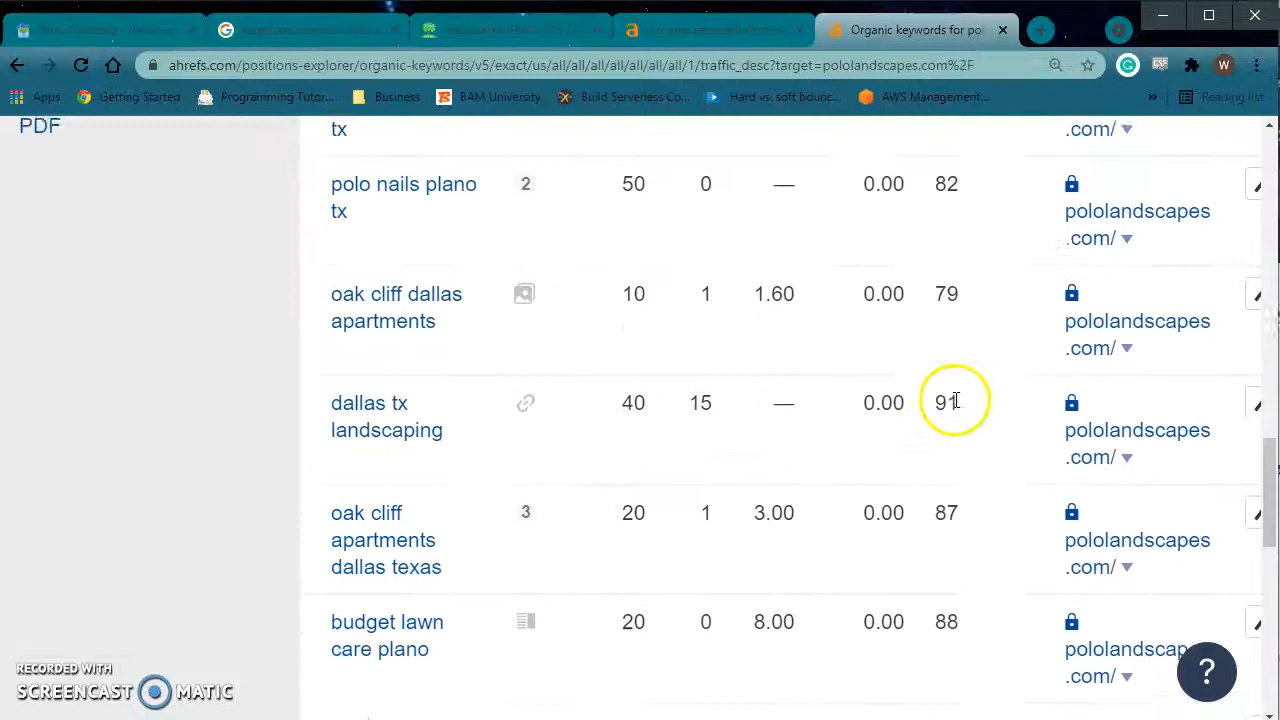 Organic keywords for pol
ahrefs.com/positions-explorer/organic-keywords/v5/exact/us/all/all/all/all/all/all/all/1/traffic_desc?target=pololandscapes.com%2F
W
Apps Getting Started Programming Tutor... Business BAM University Build Serverless Co... Hard vs. soft bounc... AWS Management... » Reading list
PDF
tx .com/
polo nails plano 2 50 0 — 0.00 82
tx pololandscapes
.com/
oak cliff dallas 10 1 1.60 0.00 79
apartments pololandscapes
.com/
dallas tx 40 15 — 0.00 91
landscaping pololandscapes
.com/
oak cliff 3 20 1 3.00 0.00 87
apartments pololandscapes
dallas texas .com/
budget lawn 20 0 8.00 0.00 88
care plano pololandscap
.com/
?
RECORDED WITH
SCREENCAST MATIC